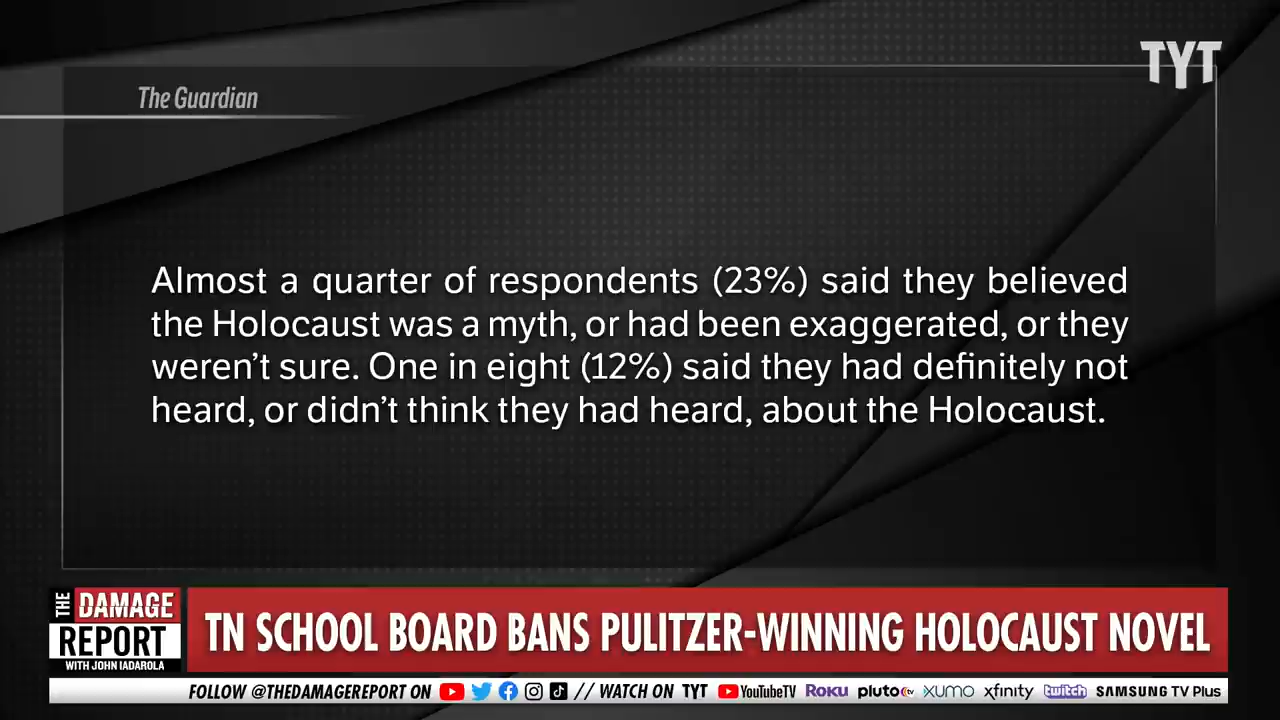 TYT
The Guardian
Almost a quarter of respondents (23%) said they believed
the Holocaust was a myth, or had been exaggerated, or they
weren't sure. One in eight (12%) said they had definitely not
heard, or didn't think they had heard, about the Holocaust.
THE DAMAGE
REPORT
WITH JOHN IADAROLA
TN SCHOOL BOARD BANS PULITZER-WINNING HOLOCAUST NOVEL
FOLLOW @THEDAMAGEREPORT ON // WATCH ON TYT YouTubeTV Roku pluto tv xumo xfinity twitch SAMSUNG TV Plus